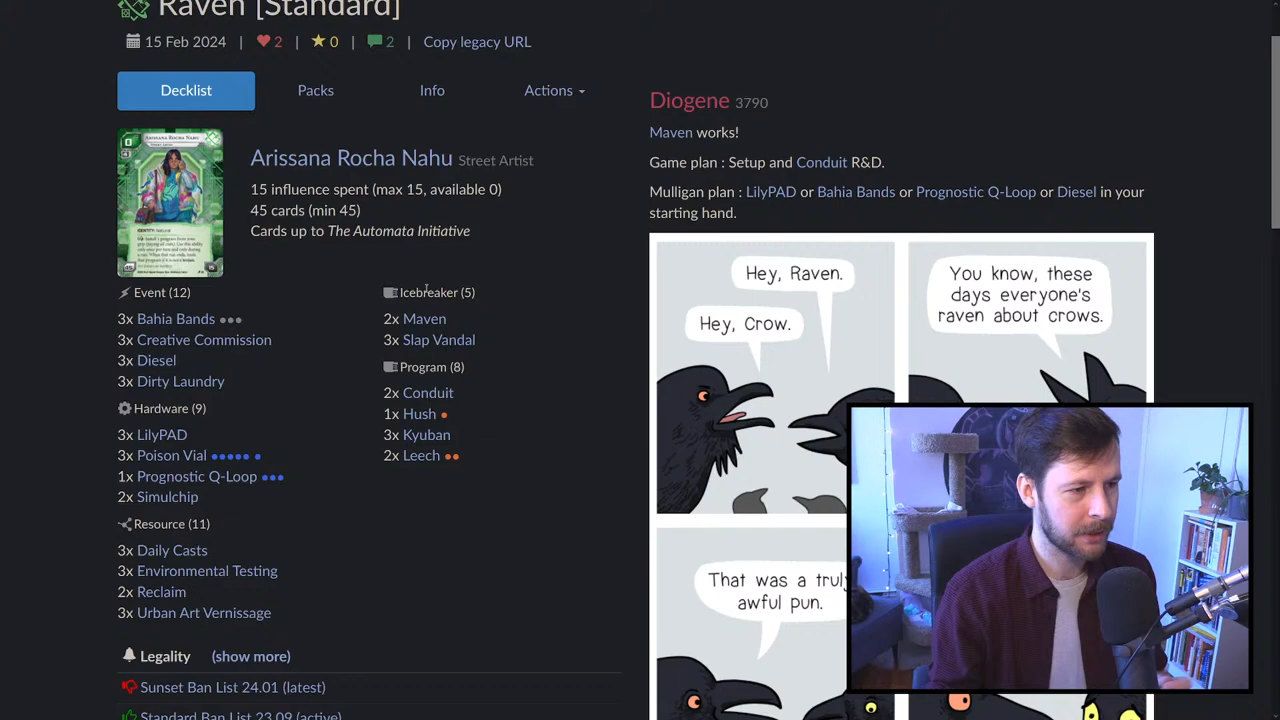 Raven [Standard]
15 Feb 2024 | 2 | 0 | 2 | Copy legacy URL
Decklist
Packs
Info
Actions
Arissana Rocha Nahu Street Artist
15 influence spent (max 15, available 0)
45 cards (min 45)
Cards up to The Automata Initiative
Event (12)
3x Bahia Bands
3x Creative Commission
3x Diesel
3x Dirty Laundry
Hardware (9)
3x LilyPAD
3x Poison Vial
1x Prognostic Q-Loop
2x Simulchip
Resource (11)
3x Daily Casts
3x Environmental Testing
2x Reclaim
3x Urban Art Vernissage
Icebreaker (5)
2x Maven
3x Slap Vandal
Program (8)
2x Conduit
1x Hush
3x Kyuban
2x Leech
Legality (show more)
Sunset Ban List 24.01 (latest)
Standard Ban List 23.09 (active)
Diogene 3790
Maven works!
Game plan : Setup and Conduit R&D.
Mulligan plan : LilyPAD or Bahia Bands or Prognostic Q-Loop or Diesel in your
starting hand.
Hey, Raven.
Hey, Crow.
You know, these
days everyone's
raven about crows.
That was a truly
awful pun.